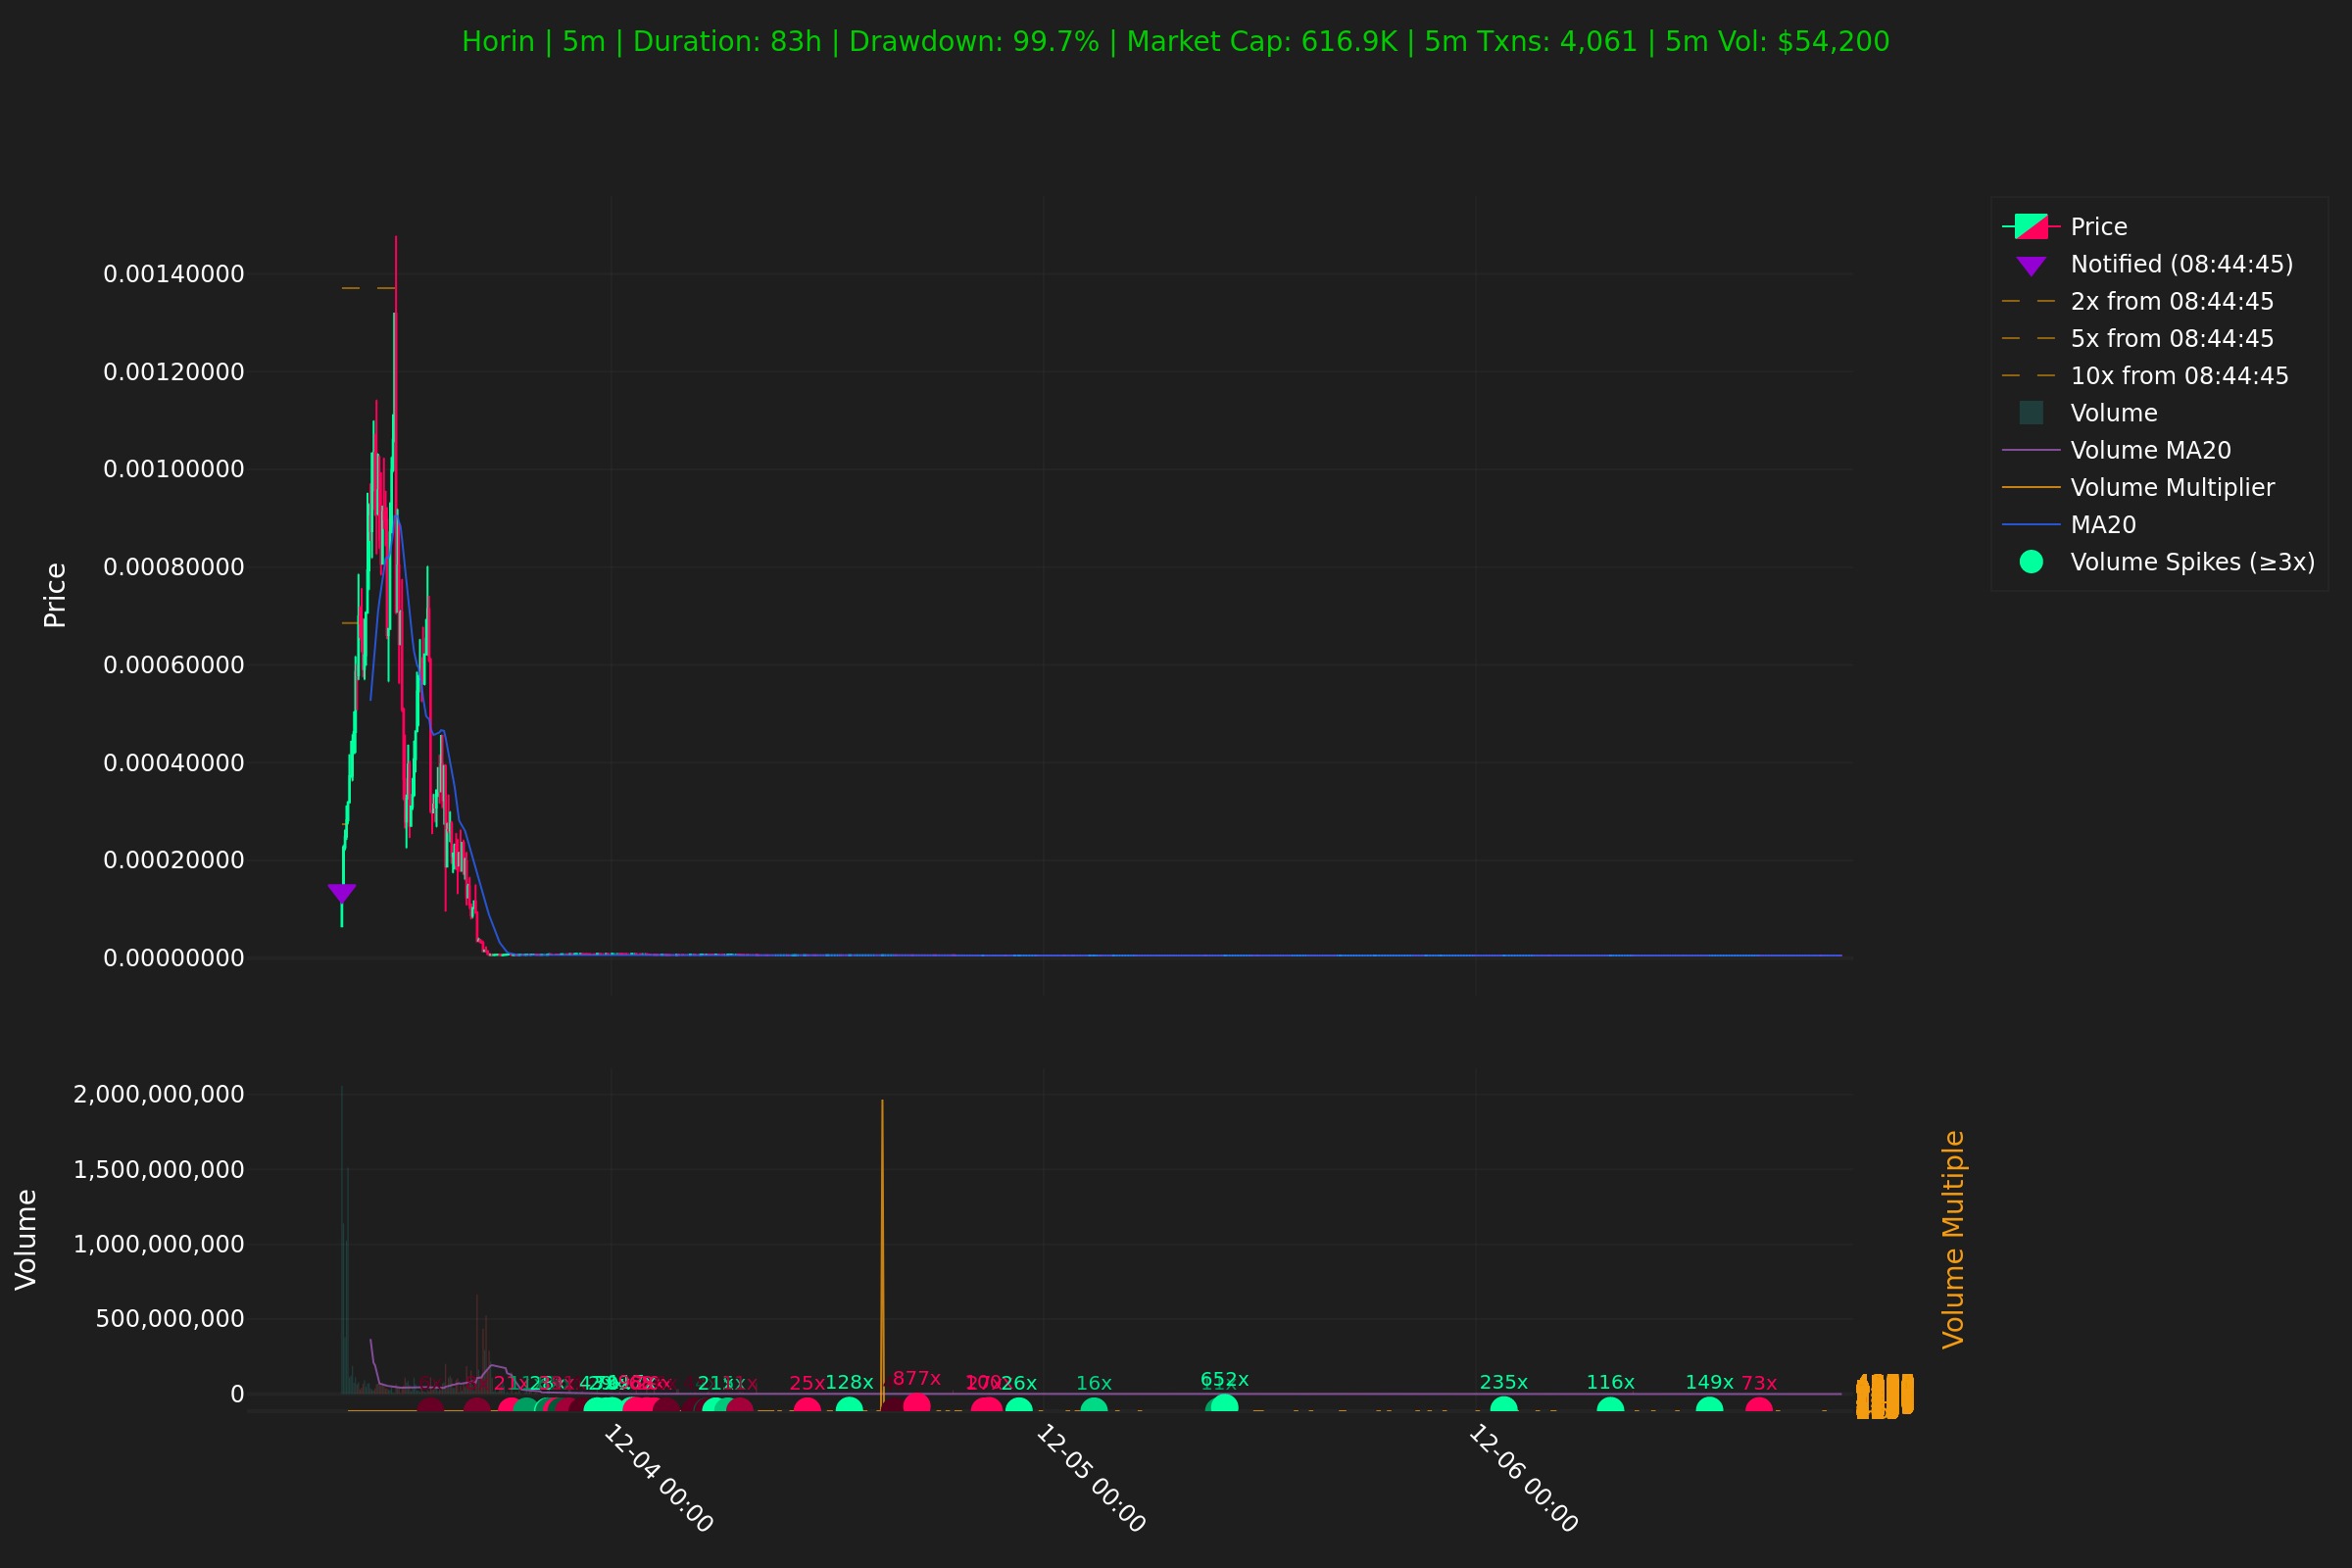 Horin | 5m | Duration: 83h | Drawdown: 99.7% | Market Cap: 616.9K | 5m Txns: 4,061 | 5m Vol: $54,200
Price
0.00140000
0.00120000
0.00100000
0.00080000
0.00060000
0.00040000
0.00020000
0.00000000
Price
Notified (08:44:45)
2x from 08:44:45
5x from 08:44:45
10x from 08:44:45
Volume
Volume MA20
Volume Multiplier
MA20
Volume Spikes (≥3x)
Volume
2,000,000,000
1,500,000,000
1,000,000,000
500,000,000
0
25x
128x
877x
26x
16x
652x
235x
116x
149x
73x
Volume Multiple
12-04 00:00
12-05 00:00
12-06 00:00